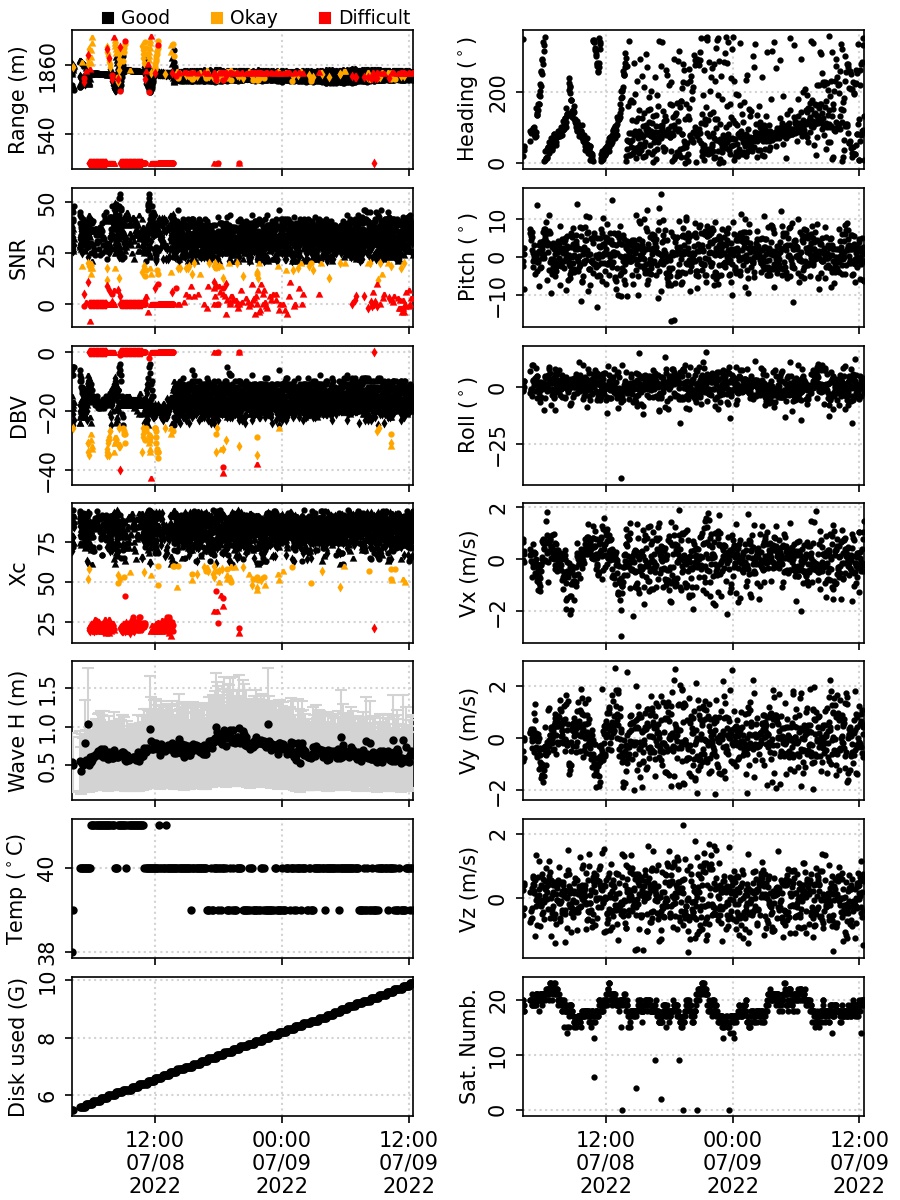 Good Okay Difficult
Range (m)
1860
540
Heading (°)
200
0
SNR
50
25
0
Pitch (°)
10
0
−10
DBV
0
−20
−40
Roll (°)
0
−25
Xc
75
50
25
Vx (m/s)
2
0
−2
Wave H (m)
1.5
1.0
0.5
Vy (m/s)
2
0
−2
Temp (°C)
40
38
Vz (m/s)
2
0
Disk used (G)
10
8
6
Sat. Numb.
20
10
0
12:00 00:00 12:00
07/08 07/09 07/09
2022 2022 2022
12:00 00:00 12:00
07/08 07/09 07/09
2022 2022 2022